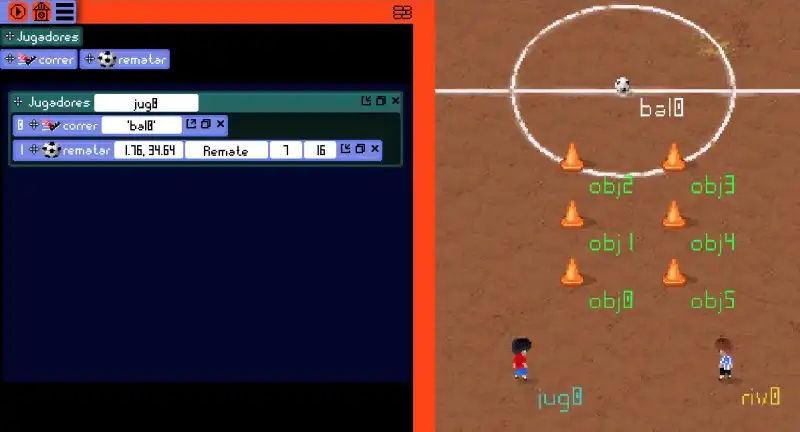 Jugadores
correr rematar
Jugadores jug0
0 correr 'bal0'
1 rematar 1.76, 34.64 Remate 7 16
bal0
obj2 obj3
obj1 obj4
obj0 obj5
jug0 riv0